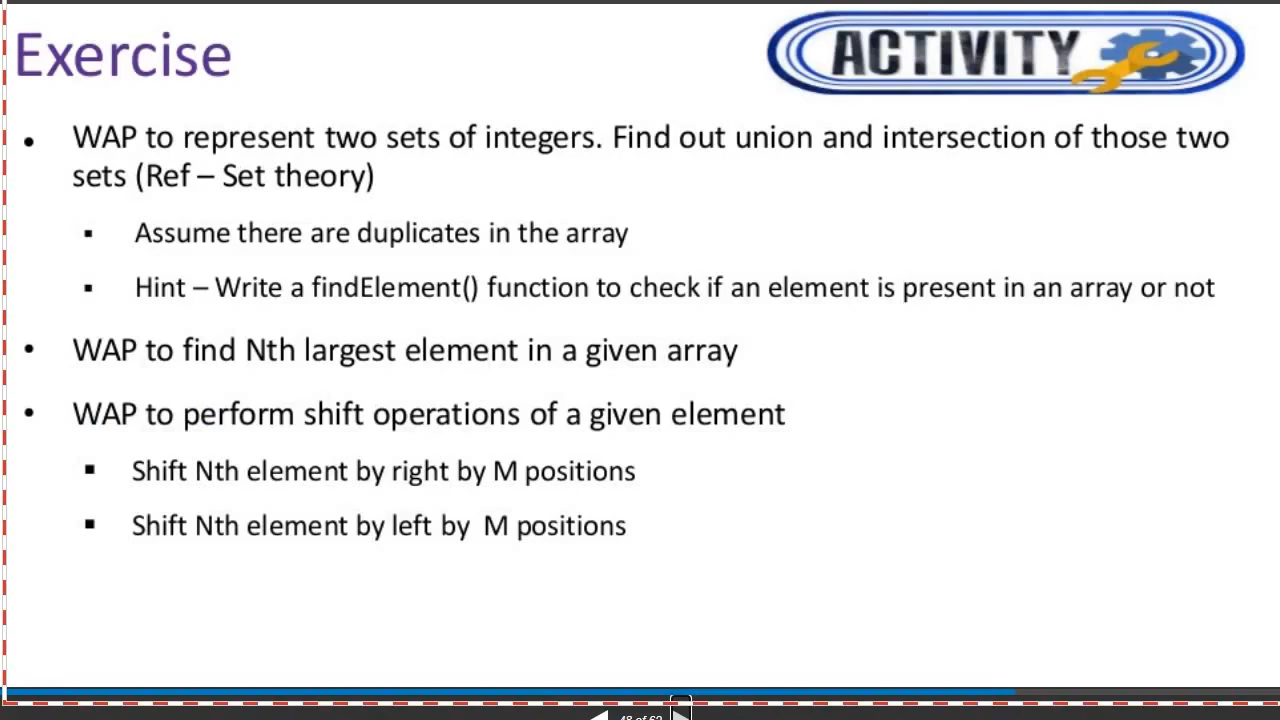 Exercise
ACTIVITY
• WAP to represent two sets of integers. Find out union and intersection of those two
sets (Ref – Set theory)
▪ Assume there are duplicates in the array
▪ Hint – Write a findElement() function to check if an element is present in an array or not
• WAP to find Nth largest element in a given array
• WAP to perform shift operations of a given element
▪ Shift Nth element by right by M positions
▪ Shift Nth element by left by M positions
48 of 62